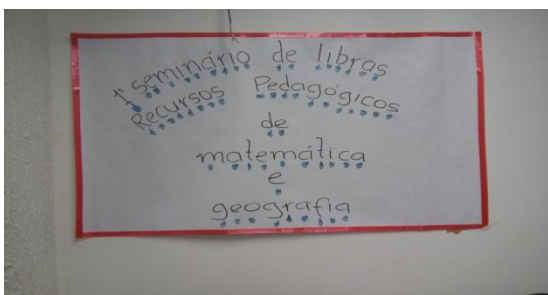 1º seminário de libras
Recursos Pedagógicos
de
matemática
e
geografia